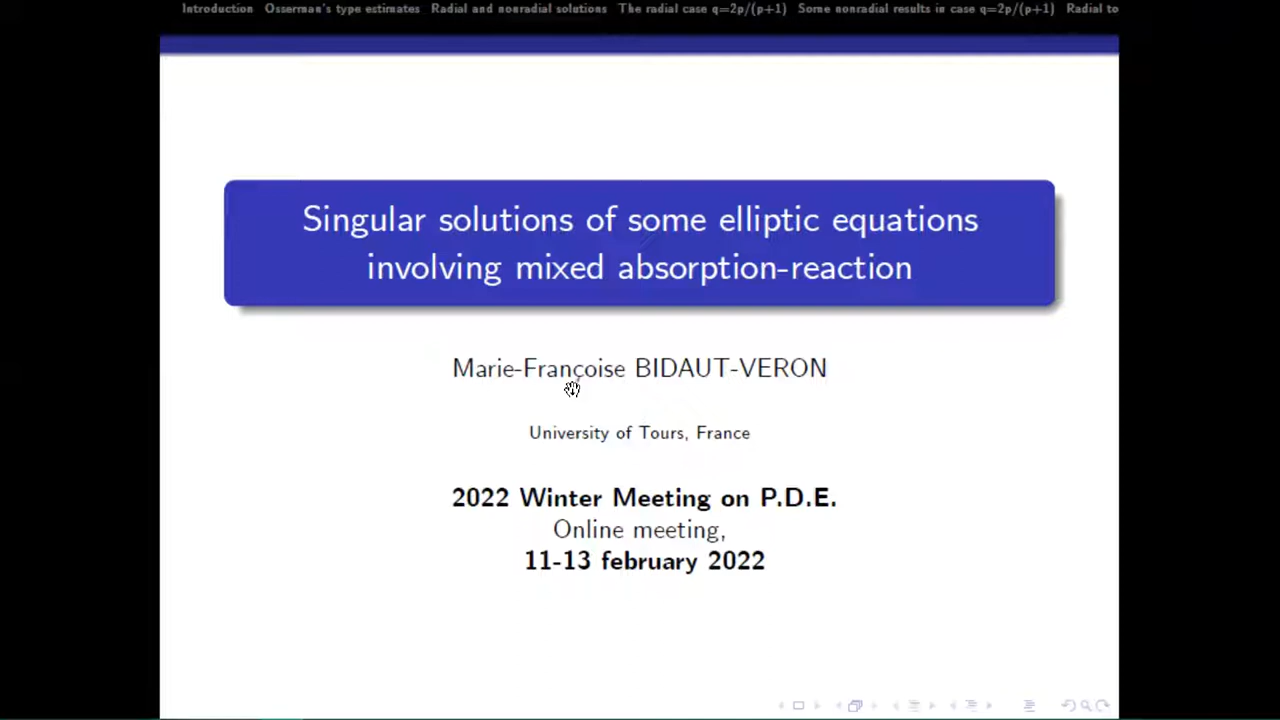 Introduction Osserman's type estimates Radial and nonradial solutions The radial case q=2p/(p+1) Some nonradial results in case q=2p/(p+1) Radial to
Singular solutions of some elliptic equations
involving mixed absorption-reaction
Marie-Françoise BIDAUT-VERON
University of Tours, France
2022 Winter Meeting on P.D.E.
Online meeting,
11-13 february 2022